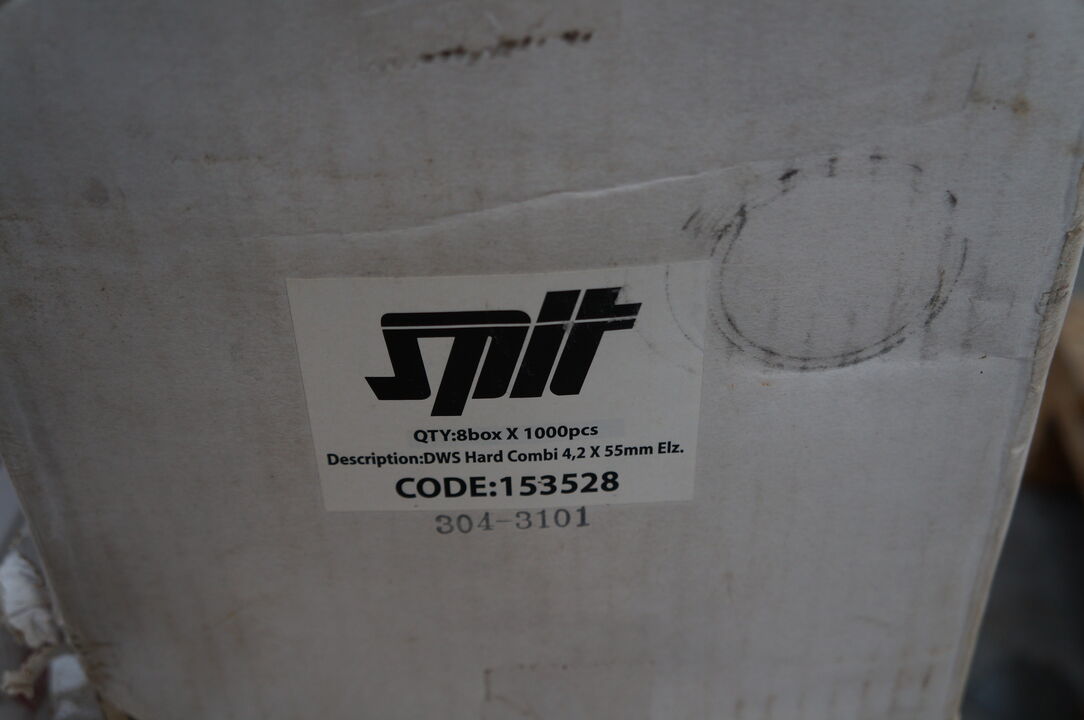 spit
QTY:8box X 1000pcs
Description:DWS Hard Combi 4,2 X 55mm Elz.
CODE:153528
304-3101